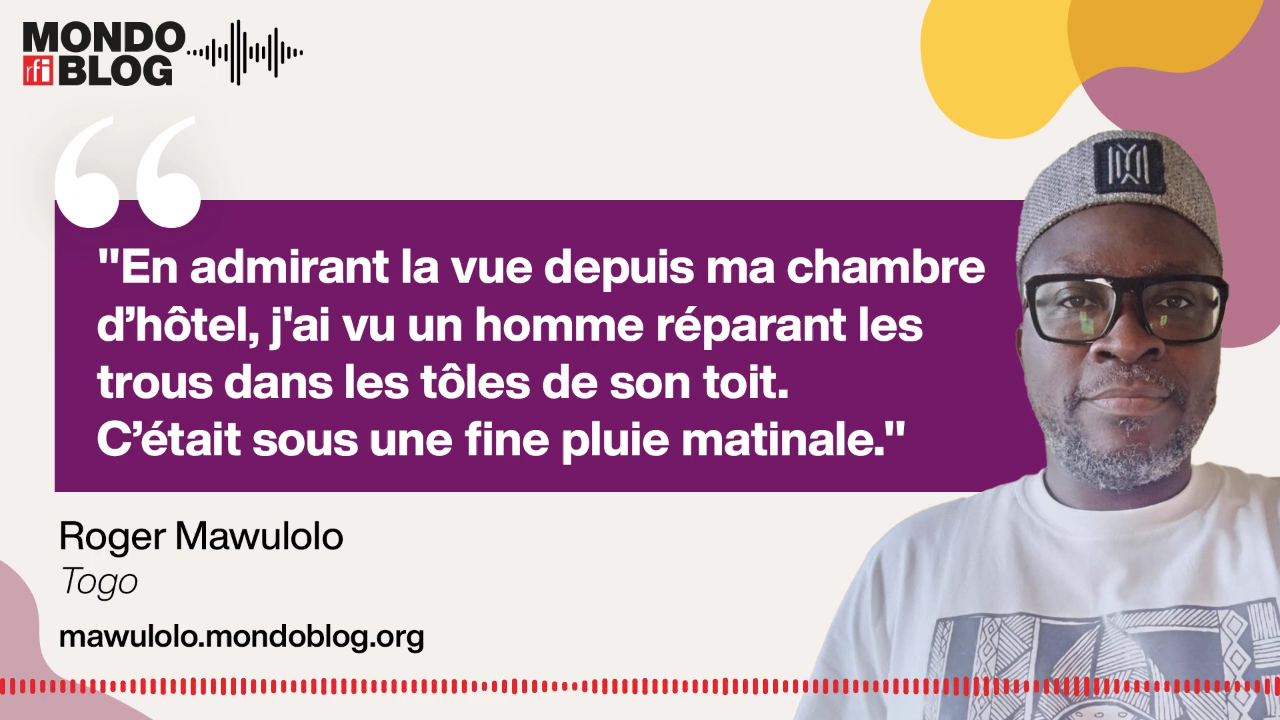 MONDO
rfi BLOG
"En admirant la vue depuis ma chambre
d’hôtel, j'ai vu un homme réparant les
trous dans les tôles de son toit.
C’était sous une fine pluie matinale."
Roger Mawulolo
Togo
mawulolo.mondoblog.org